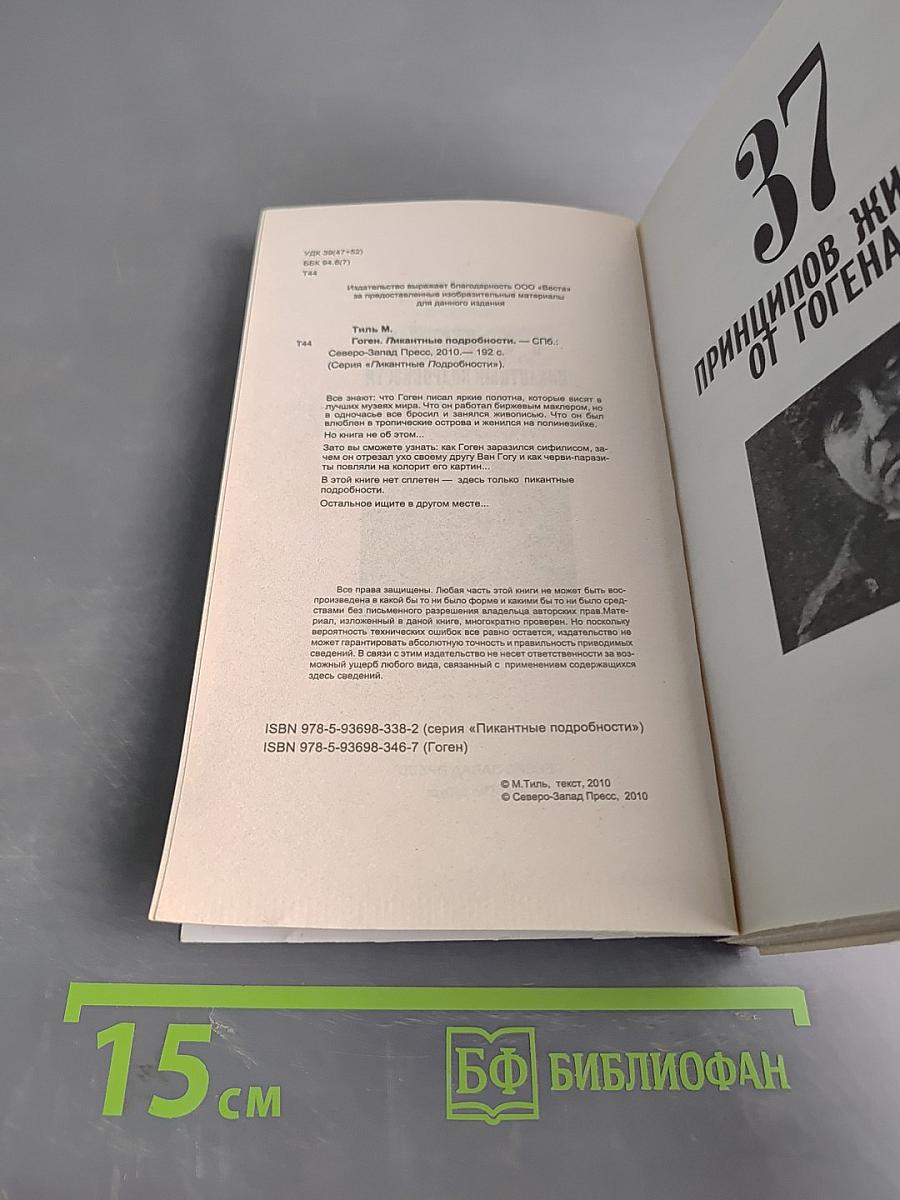 УДК 39(47+52)
ББК 94.6(7)
Т44
Издательство выражает благодарность ООО «Веста»
за предоставленные изобразительные материалы
для данного издания
Тиль М.
Т44 Гоген. Пикантные подробности. — СПб.:
Северо-Запад Пресс, 2010.— 192 с.
(Серия «Пикантные Подробности»).
Все знают: что Гоген писал яркие полотна, которые висят в
лучших музеях мира. Что он работал биржевым маклером, но
в одночасье все бросил и занялся живописью. Что он был
влюблен в тропические острова и женился на полинезийке.
Но книга не об этом...
Зато вы сможете узнать: как Гоген заразился сифилисом, за-
чем он отрезал ухо своему другу Ван Гогу и как черви-парази-
ты повляли на колорит его картин...
В этой книге нет сплетен — здесь только пикантные
подробности.
Остальное ищите в другом месте...
Все права защищены. Любая часть этой книги не может быть вос-
произведена в какой бы то ни было форме и какими бы то ни было сред-
ствами без письменного разрешения владельца авторских прав.Мате-
риал, изложенный в даной книге, многократно проверен. Но поскольку
вероятность технических ошибок все равно остается, издательство не
может гарантировать абсолютную точность и правильность приводимых
сведений. В связи с этим издательство не несет ответственности за воз-
можный ущерб любого вида, связанный с применением содержащихся
здесь сведений.
ISBN 978-5-93698-338-2 (серия «Пикантные подробности»)
ISBN 978-5-93698-346-7 (Гоген)
© М.Тиль, текст, 2010
© Северо-Запад Пресс, 2010
37
ПРИНЦИПОВ ЖИ
ОТ ГОГЕНА
15 см
БФ БИБЛИОФАН